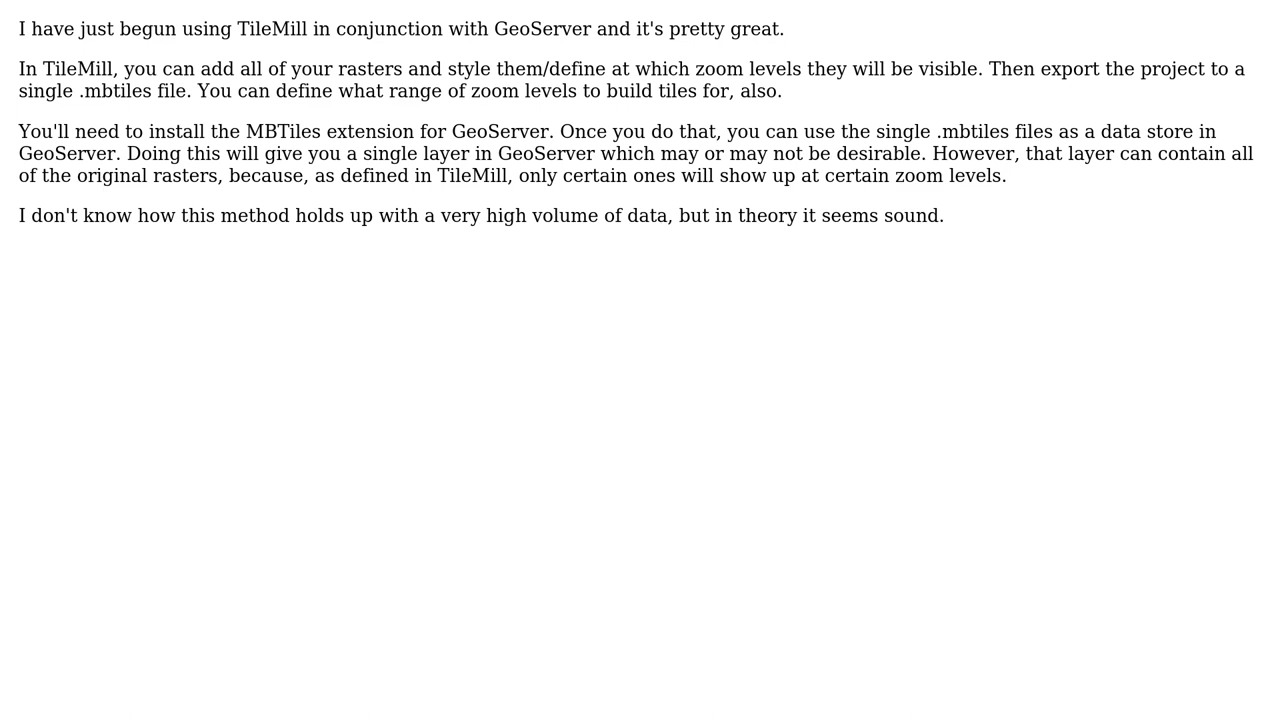 I have just begun using TileMill in conjunction with GeoServer and it's pretty great.
In TileMill, you can add all of your rasters and style them/define at which zoom levels they will be visible. Then export the project to a
single .mbtiles file. You can define what range of zoom levels to build tiles for, also.
You'll need to install the MBTiles extension for GeoServer. Once you do that, you can use the single .mbtiles files as a data store in
GeoServer. Doing this will give you a single layer in GeoServer which may or may not be desirable. However, that layer can contain all
of the original rasters, because, as defined in TileMill, only certain ones will show up at certain zoom levels.
I don't know how this method holds up with a very high volume of data, but in theory it seems sound.